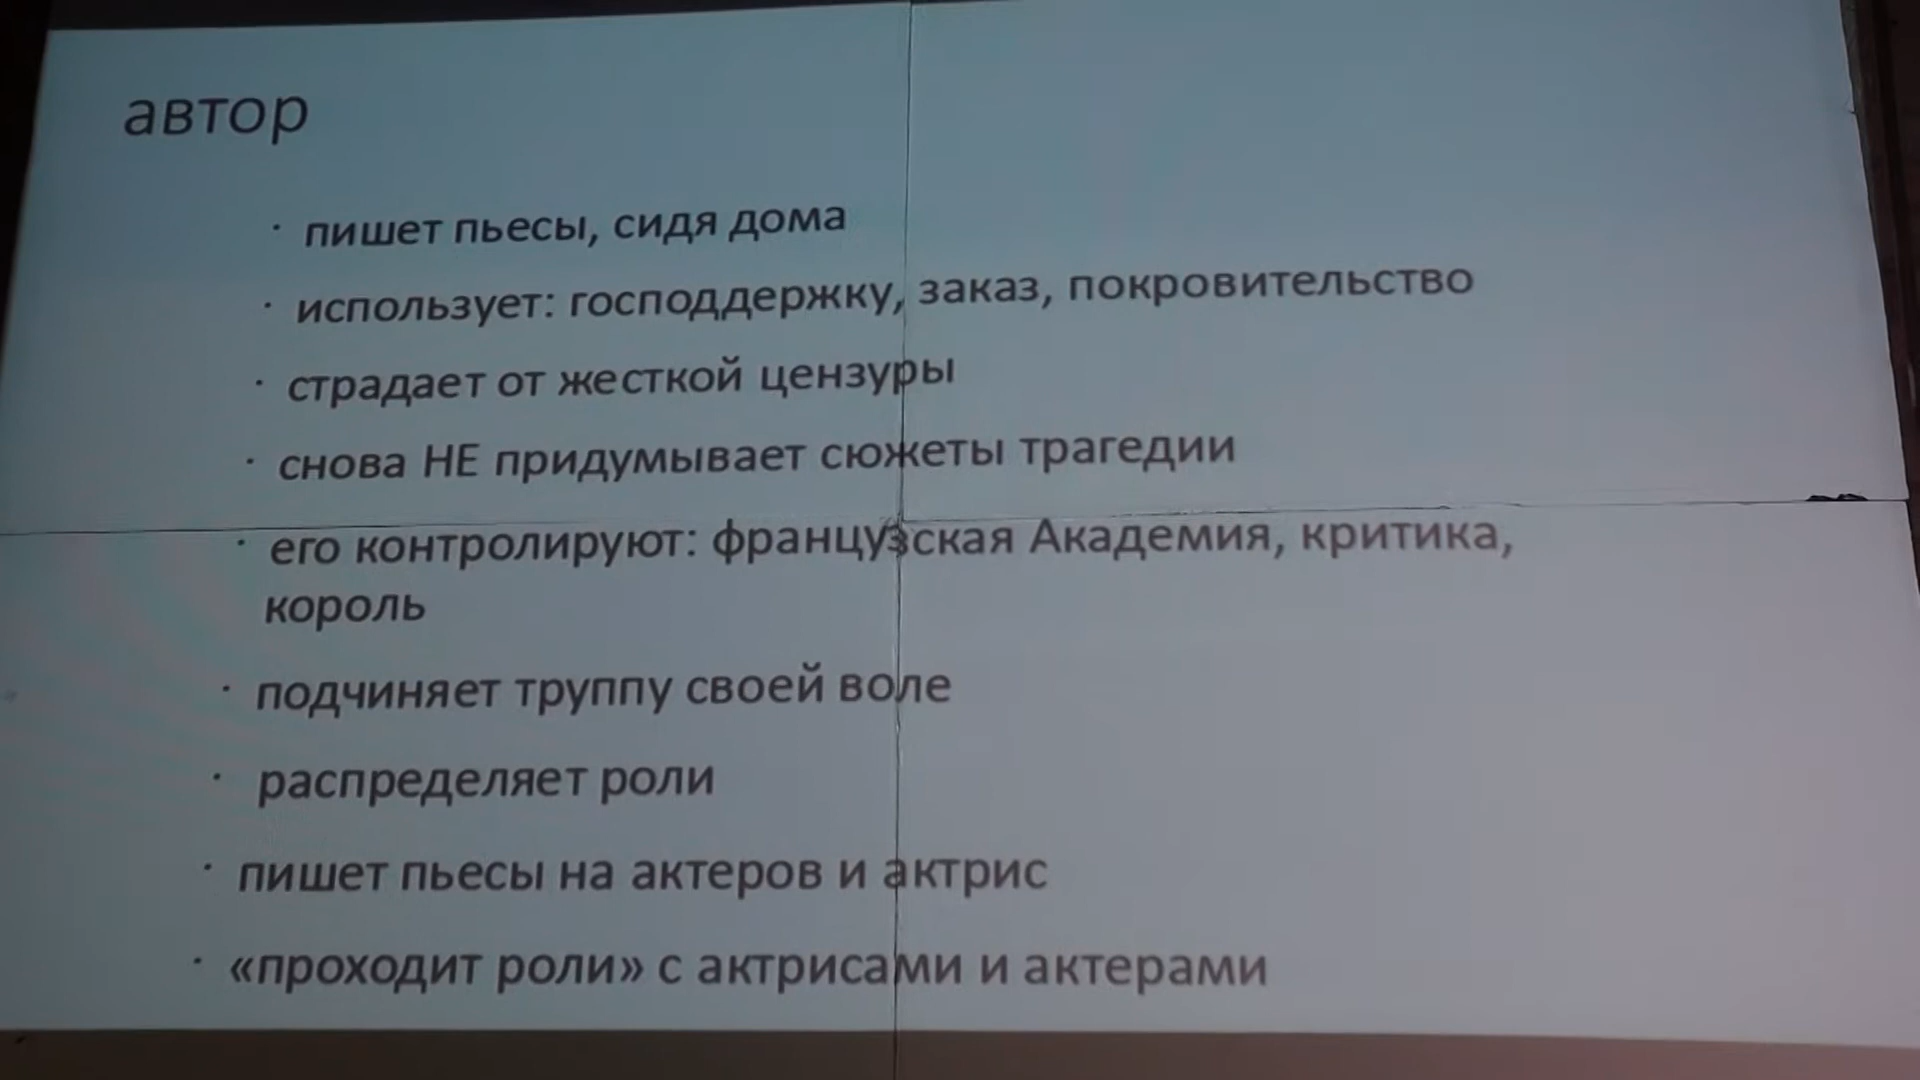 автор
· пишет пьесы, сидя дома
· использует: господдержку, заказ, покровительство
· страдает от жесткой цензуры
· снова НЕ придумывает сюжеты трагедии
· его контролируют: французская Академия, критика,
король
· подчиняет труппу своей воле
· распределяет роли
· пишет пьесы на актеров и актрис
· «проходит роли» с актрисами и актерами